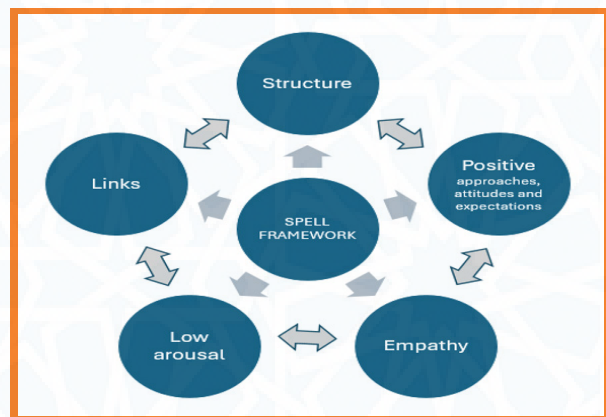 Structure
Positive
approaches,
attitudes and
expectations
Links
SPELL
FRAMEWORK
Low
arousal
Empathy